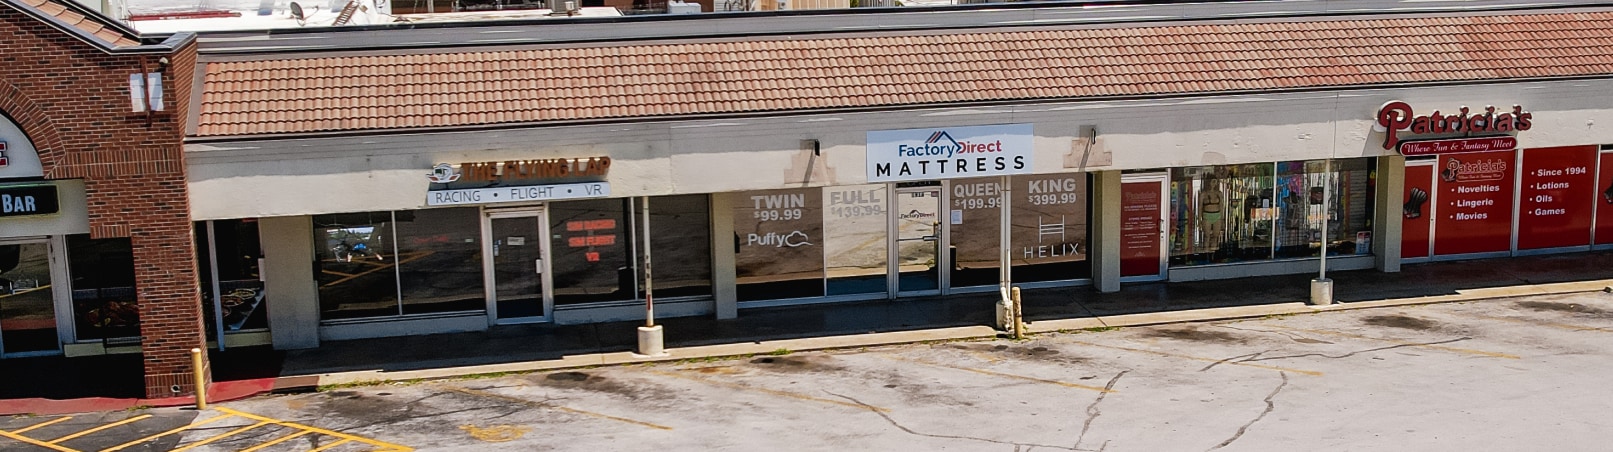 E
BAR
THE FLYING LAP
RACING • FLIGHT • VR
SIM RACING
SIM FLIGHT
VR
Factory Direct
MATTRESS
TWIN
$99.99
FULL
$139.99
QUEEN
$199.99
KING
$399.99
Puffy
HELIX
FactoryDirect
Patricia's
Where Fun & Fantasy Meet
Patricia's
• Novelties
• Lingerie
• Movies
• Since 1994
• Lotions
• Oils
• Games